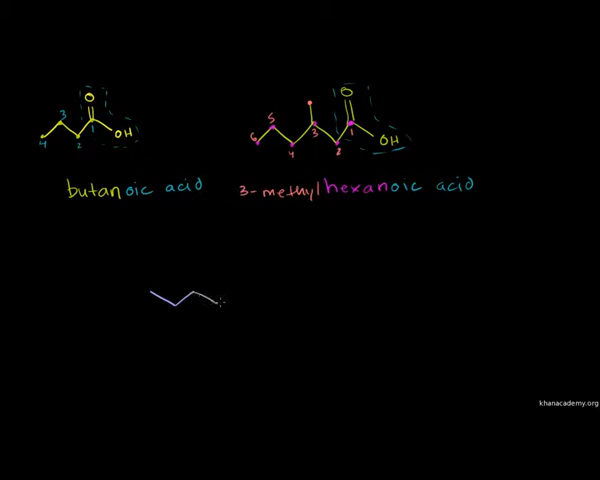 O O
OH OH
4 3 2 1 6 5 4 3 2 1
butanoic acid 3-methylhexanoic acid
khanacademy.org